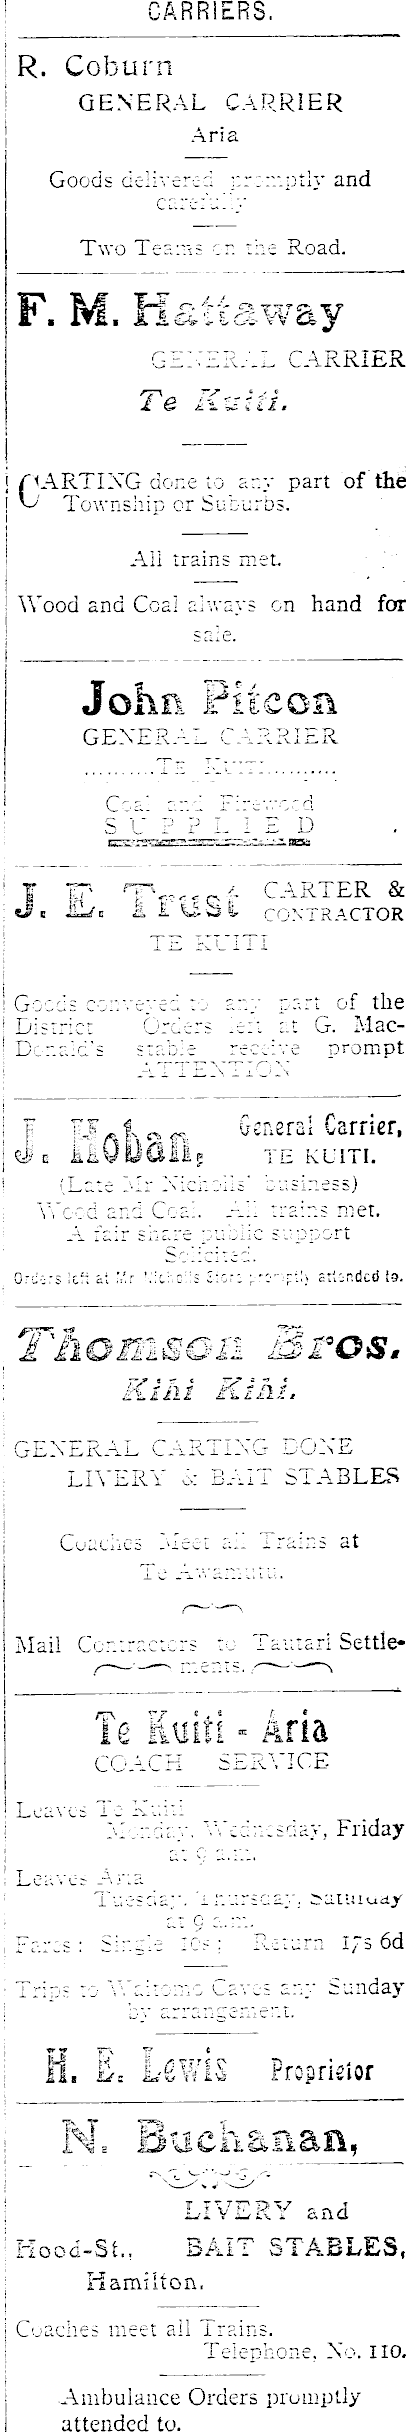 CARRIERS.
R. Coburn
GENERAL CARRIER
Aria
Goods delivered promptly and
carefully
Two Teams on the Road.
F. M. Hattaway
GENERAL CARRIER
Te Kuiti.
CARTING done to any part of the
Township or Suburbs.
All trains met.
Wood and Coal always on hand for
sale.
John Pitcon
GENERAL CARRIER
..........TE KUITI..........
Coal and Firewood
SUPPLIED
J. E. Trust CARTER &
CONTRACTOR
TE KUITI
Goods conveyed to any part of the
District Orders left at G. Mac-
Donald's stable receive prompt
ATTENTION
J. Hoban, General Carrier,
TE KUITI.
(Late Mr Nicholls' business)
Wood and Coal. All trains met.
A fair share public support
Solicited.
Orders left at Mr Nicholls Store promptly attended to.
Thomson Bros.
Kihi Kihi.
GENERAL CARTING DONE
LIVERY & BAIT STABLES
Coaches Meet all Trains at
Te Awamutu.
Mail Contractors to Tautari Settle-
ments.
Te Kuiti - Aria
COACH SERVICE
Leaves Te Kuiti
Monday, Wednesday, Friday
at 9 a.m.
Leaves Aria
Tuesday, Thursday, Saturday
at 9 a.m.
Fares: Single 10s; Return 17s 6d
Trips to Waitomo Caves any Sunday
by arrangement.
H. E. Lewis Proprietor
N. Buchanan,
LIVERY and
Hood-St., BAIT STABLES,
Hamilton.
Coaches meet all Trains.
Telephone, No. 110.
Ambulance Orders promptly
attended to.